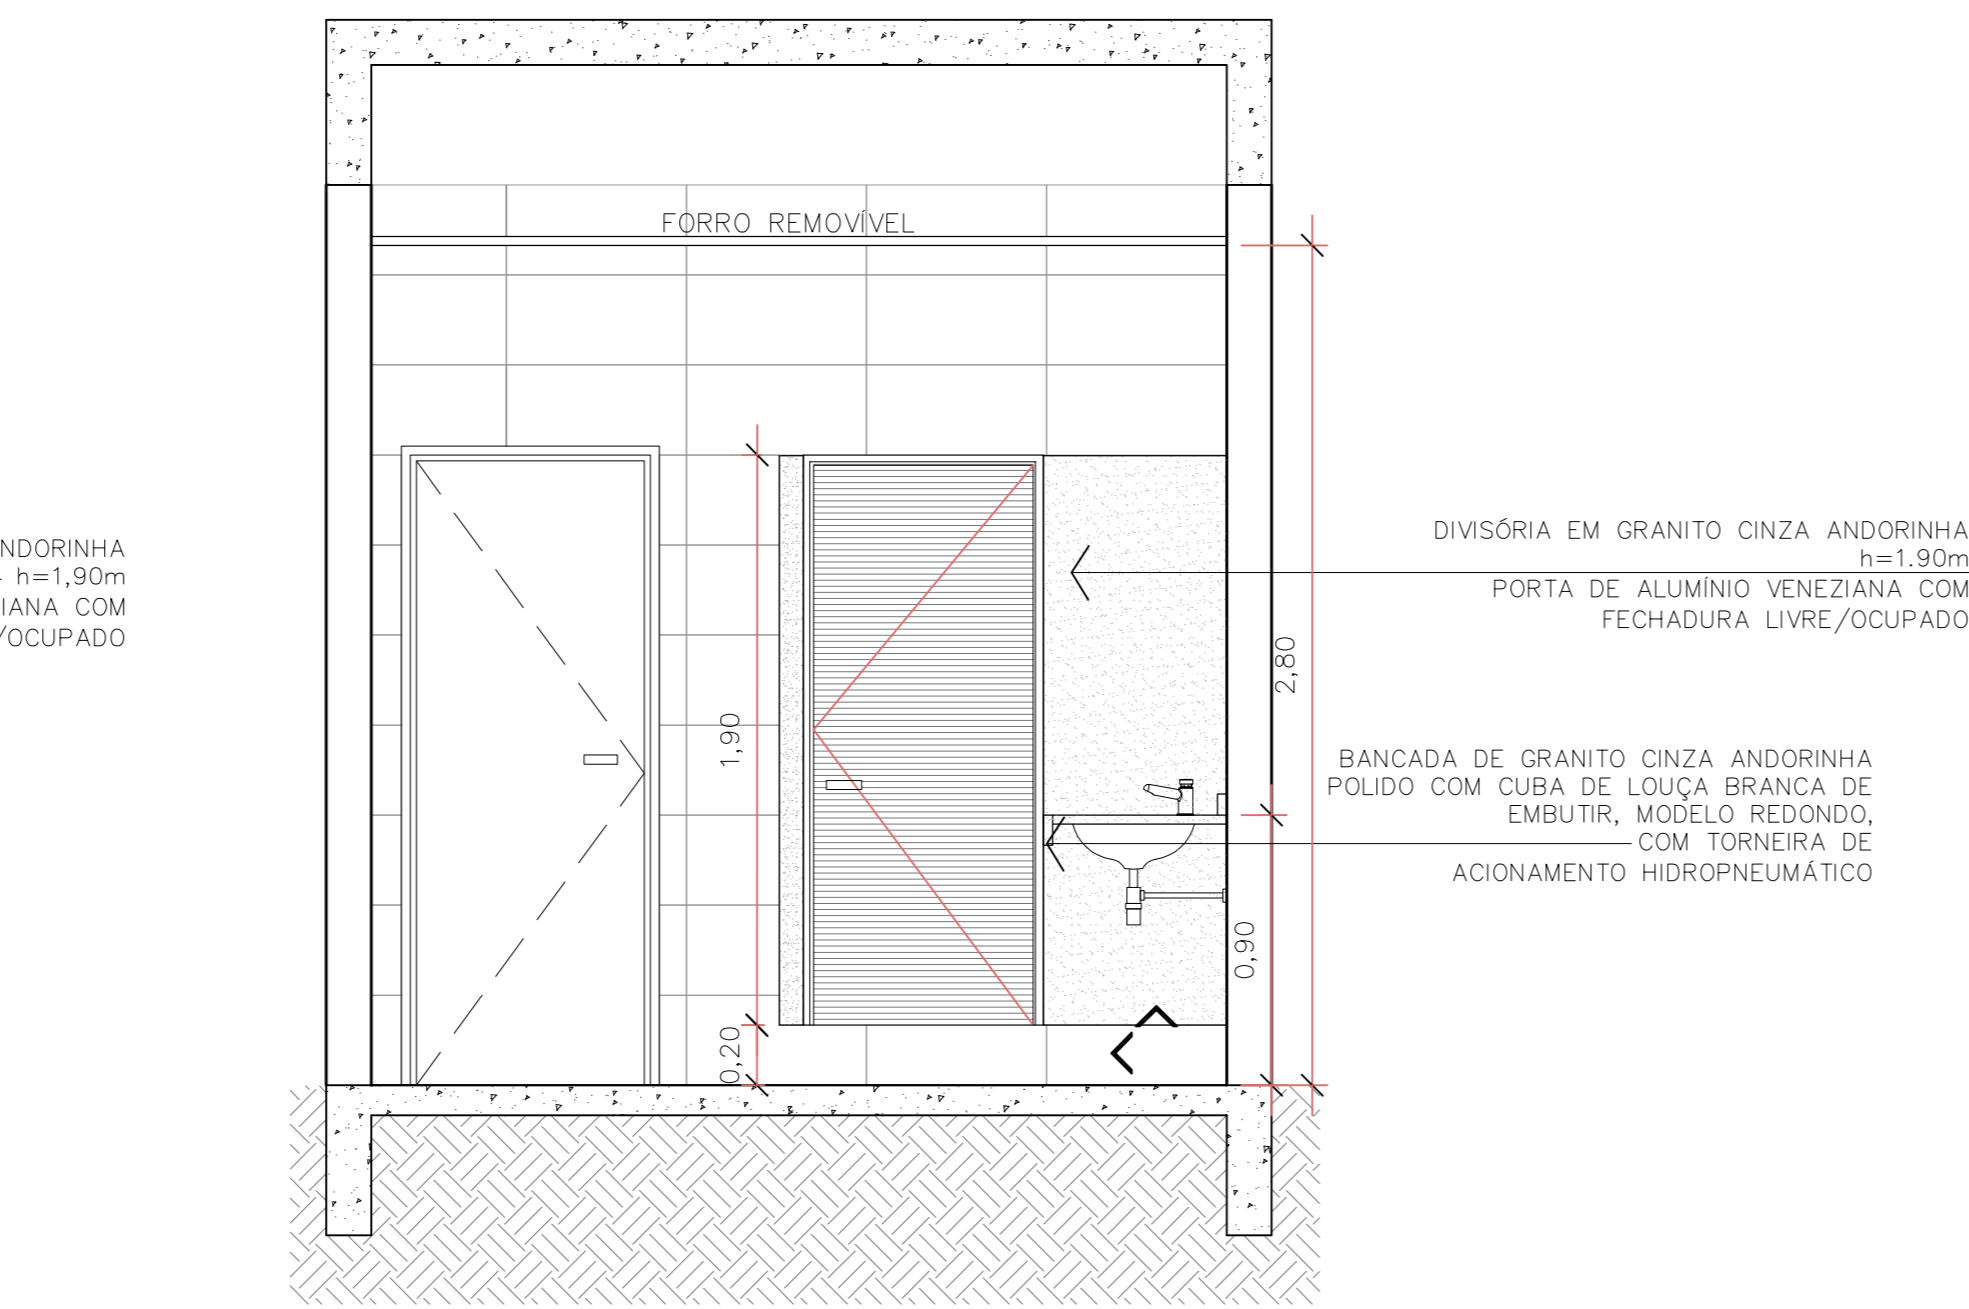 FORRO REMOVÍVEL
NDORINHA
h=1,90m
IANA COM
/OCUPADO
1,90
0,20
2,80
0,90
DIVISÓRIA EM GRANITO CINZA ANDORINHA
h=1.90m
PORTA DE ALUMÍNIO VENEZIANA COM
FECHADURA LIVRE/OCUPADO
BANCADA DE GRANITO CINZA ANDORINHA
POLIDO COM CUBA DE LOUÇA BRANCA DE
EMBUTIR, MODELO REDONDO,
COM TORNEIRA DE
ACIONAMENTO HIDROPNEUMÁTICO